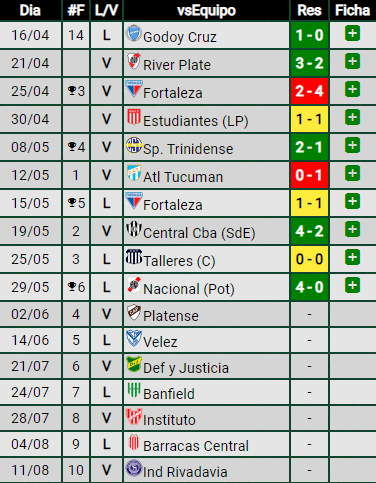 Dia #F L/V vsEquipo Res Ficha
16/04 14 L Godoy Cruz 1 - 0
21/04 V River Plate 3 - 2
25/04 3 V Fortaleza 2 - 4
30/04 V Estudiantes (LP) 1 - 1
08/05 4 V Sp. Trinidense 2 - 1
12/05 1 V Atl Tucuman 0 - 1
15/05 5 L Fortaleza 1 - 1
19/05 2 V Central Cba (SdE) 4 - 2
25/05 3 L Talleres (C) 0 - 0
29/05 6 L Nacional (Pot) 4 - 0
02/06 4 V Platense -
14/06 5 L Velez -
21/07 6 V Def y Justicia -
24/07 7 L Banfield -
28/07 8 V Instituto -
04/08 9 L Barracas Central -
11/08 10 V Ind Rivadavia -